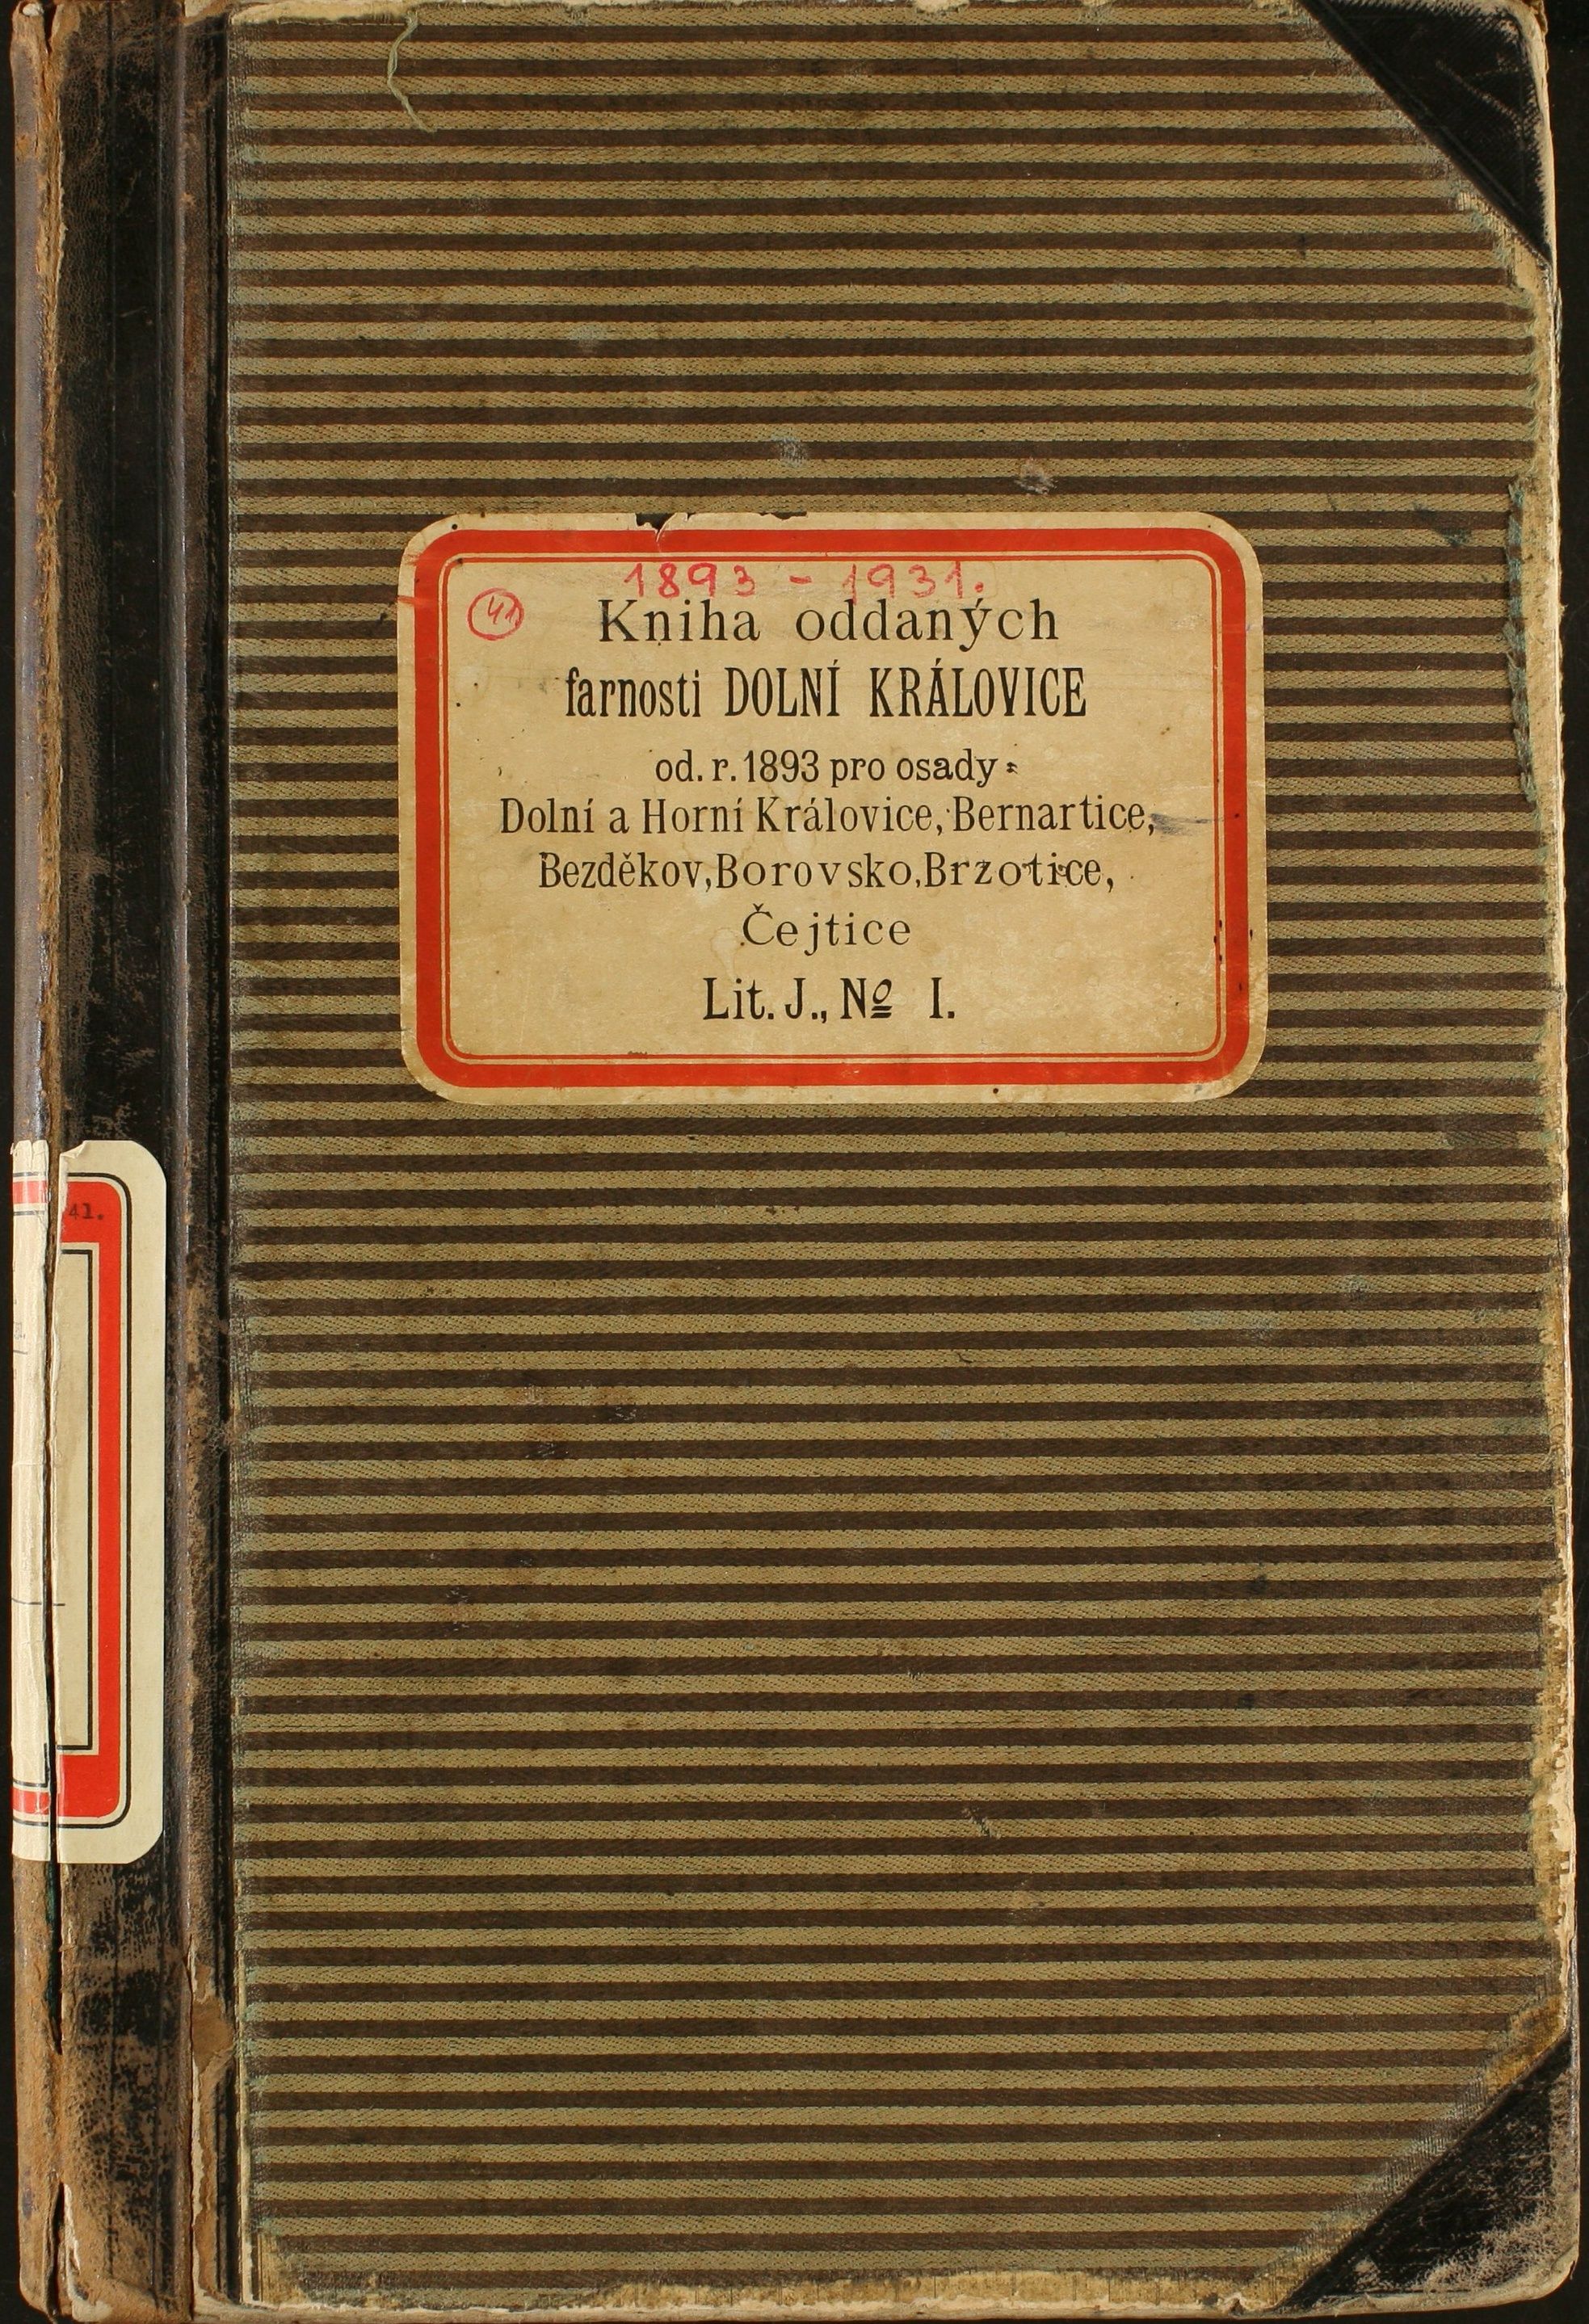 1893 - 1931.
41
Kniha oddaných
farnosti DOLNÍ KRÁLOVICE
od. r. 1893 pro osady:
Dolní a Horní Královice, Bernartice,
Bezděkov, Borovsko, Brzotice,
Čejtice
Lit. J., Nº I.
41.